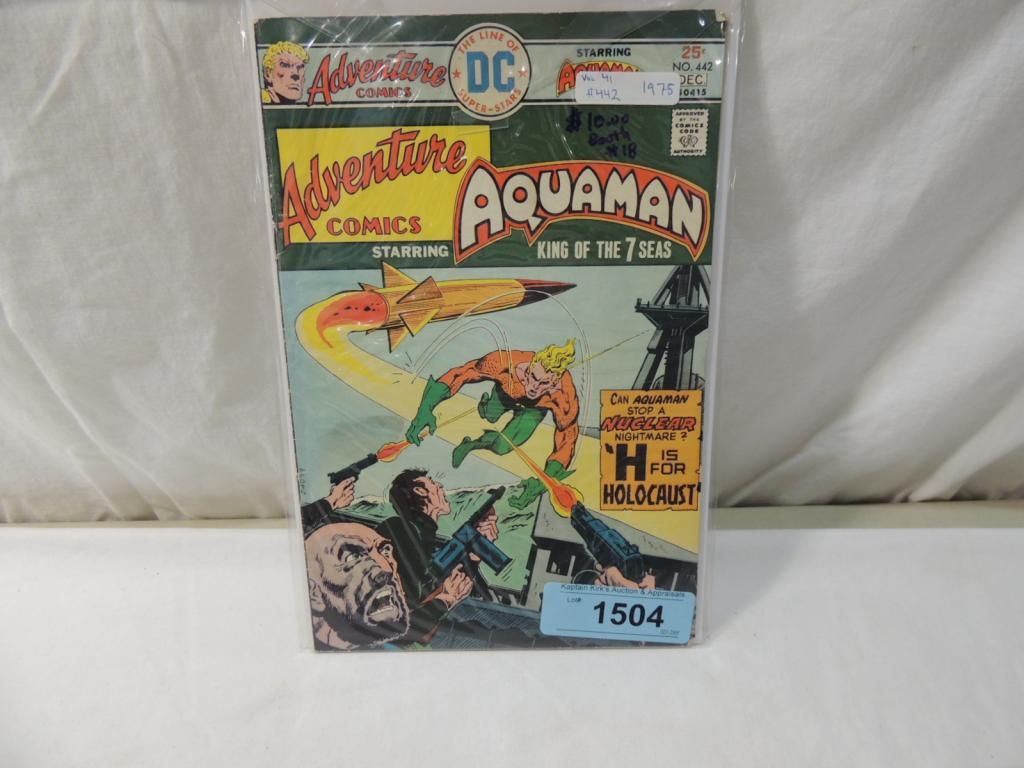 Adventure
COMICS
THE LINE OF
DC
SUPER-STARS
STARRING
AQUAMAN
25¢
NO. 442
DEC.
30415
VOL 41
#442
1975
$10.00
Booth
#18
APPROVED
BY THE
COMICS
CODE
AUTHORITY
Adventure
COMICS
STARRING
AQUAMAN
KING OF THE 7 SEAS
CAN AQUAMAN
STOP A
NUCLEAR
NIGHTMARE?
"H IS
FOR
HOLOCAUST"
Kaptain Kirk's Auction & Appraisals
Lot#:
1504